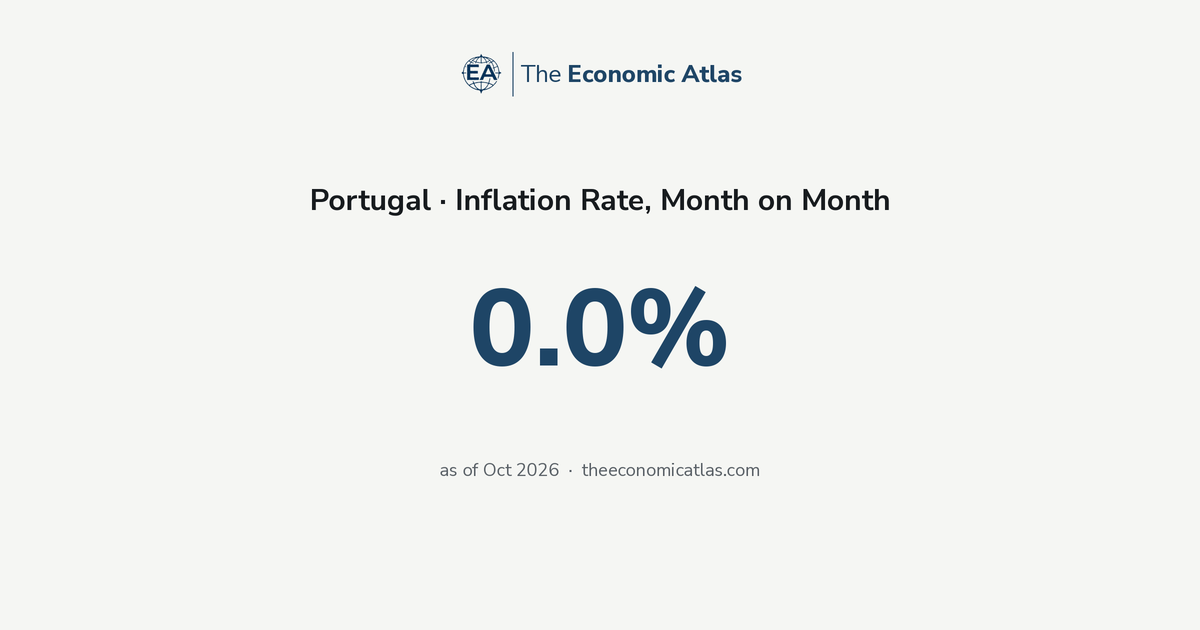 EA The Economic Atlas
Portugal · Inflation Rate, Month on Month
0.0%
as of Oct 2026 · theeconomicatlas.com